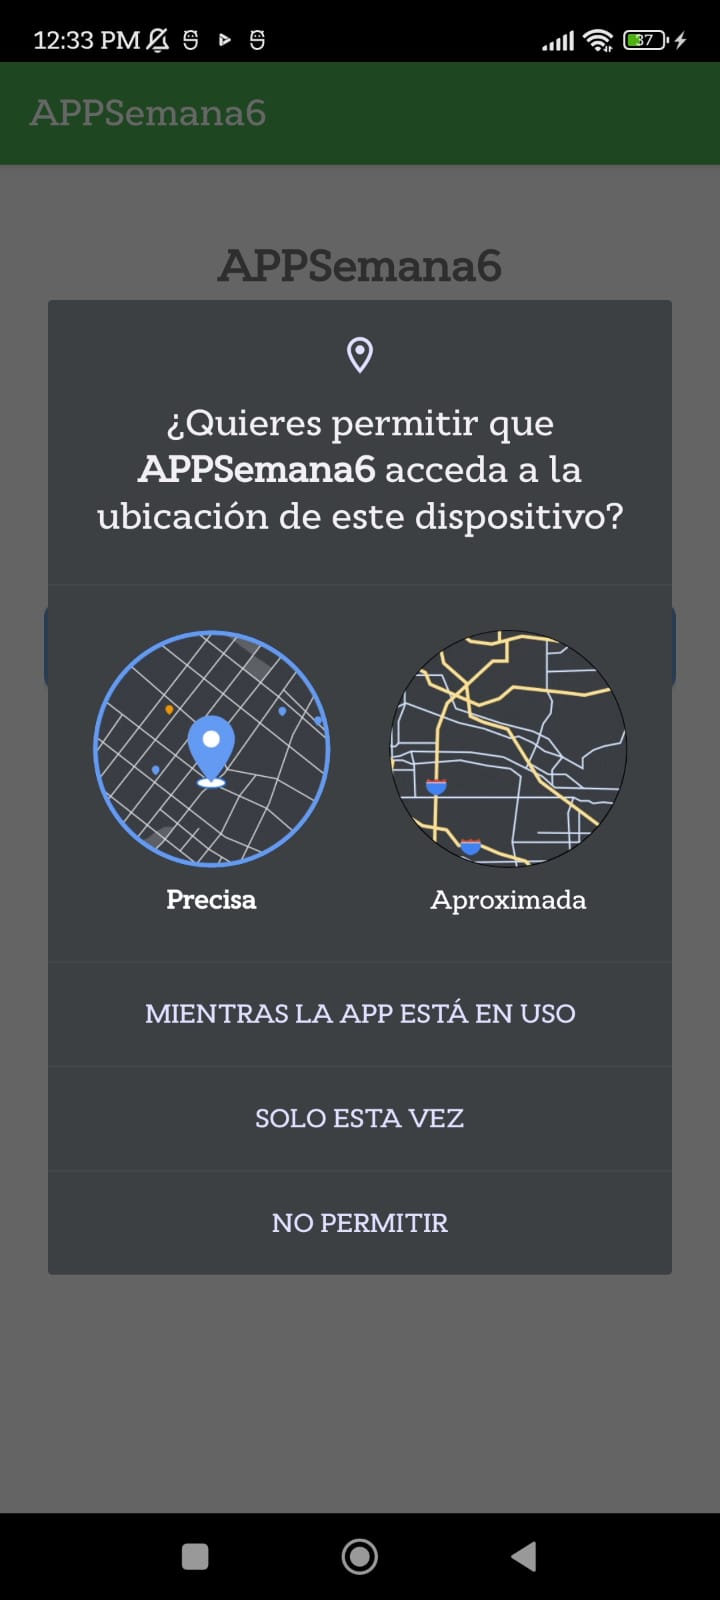 12:33 PM
37
APPSemana6
APPSemana6
¿Quieres permitir que
APPSemana6 acceda a la
ubicación de este dispositivo?
Precisa
Aproximada
MIENTRAS LA APP ESTÁ EN USO
SOLO ESTA VEZ
NO PERMITIR